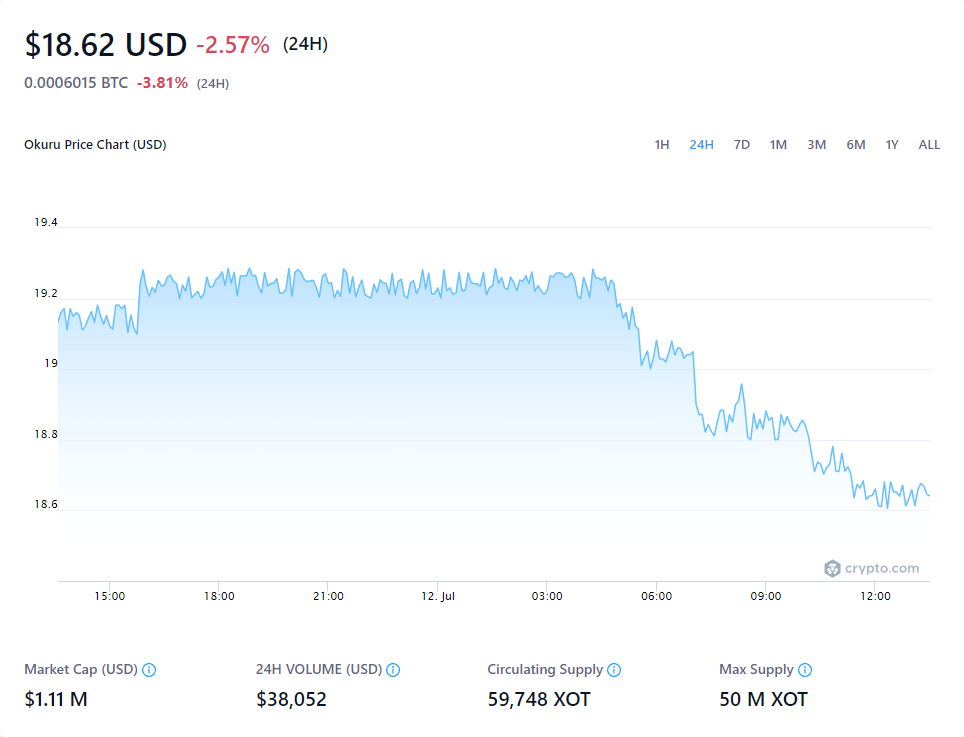 $18.62 USD -2.57% (24H)
0.0006015 BTC -3.81% (24H)
Okuru Price Chart (USD) 1H 24H 7D 1M 3M 6M 1Y ALL
19.4
19.2
19
18.8
18.6
crypto.com
15:00 18:00 21:00 12. Jul 03:00 06:00 09:00 12:00
Market Cap (USD) 24H VOLUME (USD) Circulating Supply Max Supply
$1.11 M $38,052 59,748 XOT 50 M XOT